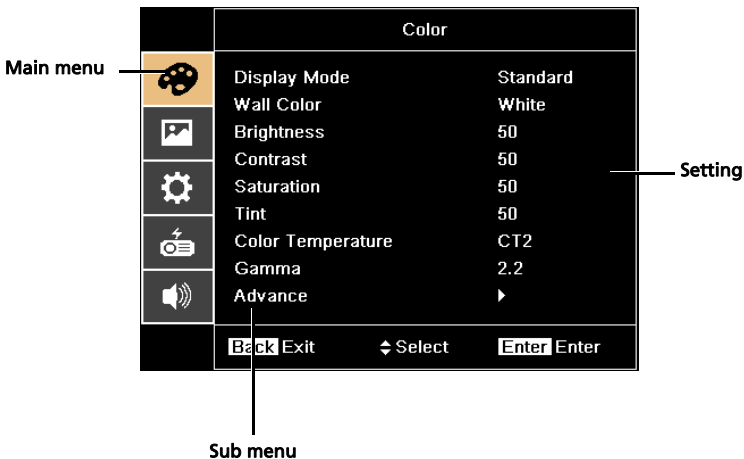 Color
Main menu
Display Mode Standard
Wall Color White
Brightness 50
Contrast 50
Setting
Saturation 50
Tint 50
Color Temperature CT2
Gamma 2.2
Advance
Back Exit Select Enter Enter
Sub menu